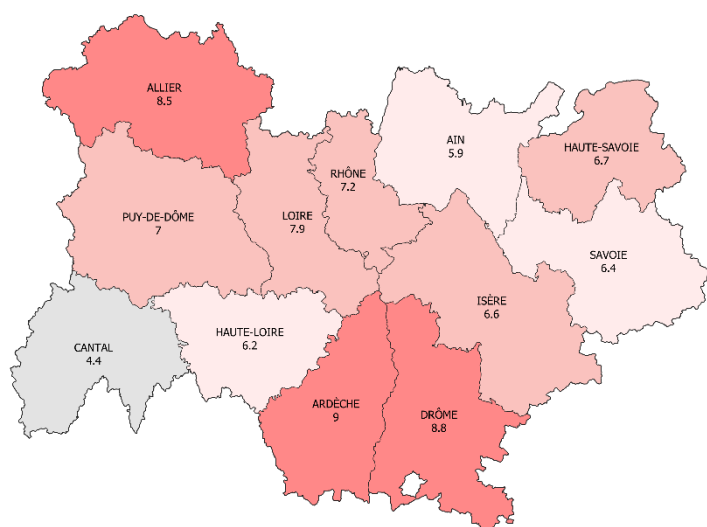 ALLIER
8.5
AIN
5.9
HAUTE-SAVOIE
6.7
RHÔNE
7.2
PUY-DE-DÔME
7
LOIRE
7.9
SAVOIE
6.4
ISÈRE
6.6
HAUTE-LOIRE
6.2
CANTAL
4.4
ARDÈCHE
9
DRÔME
8.8